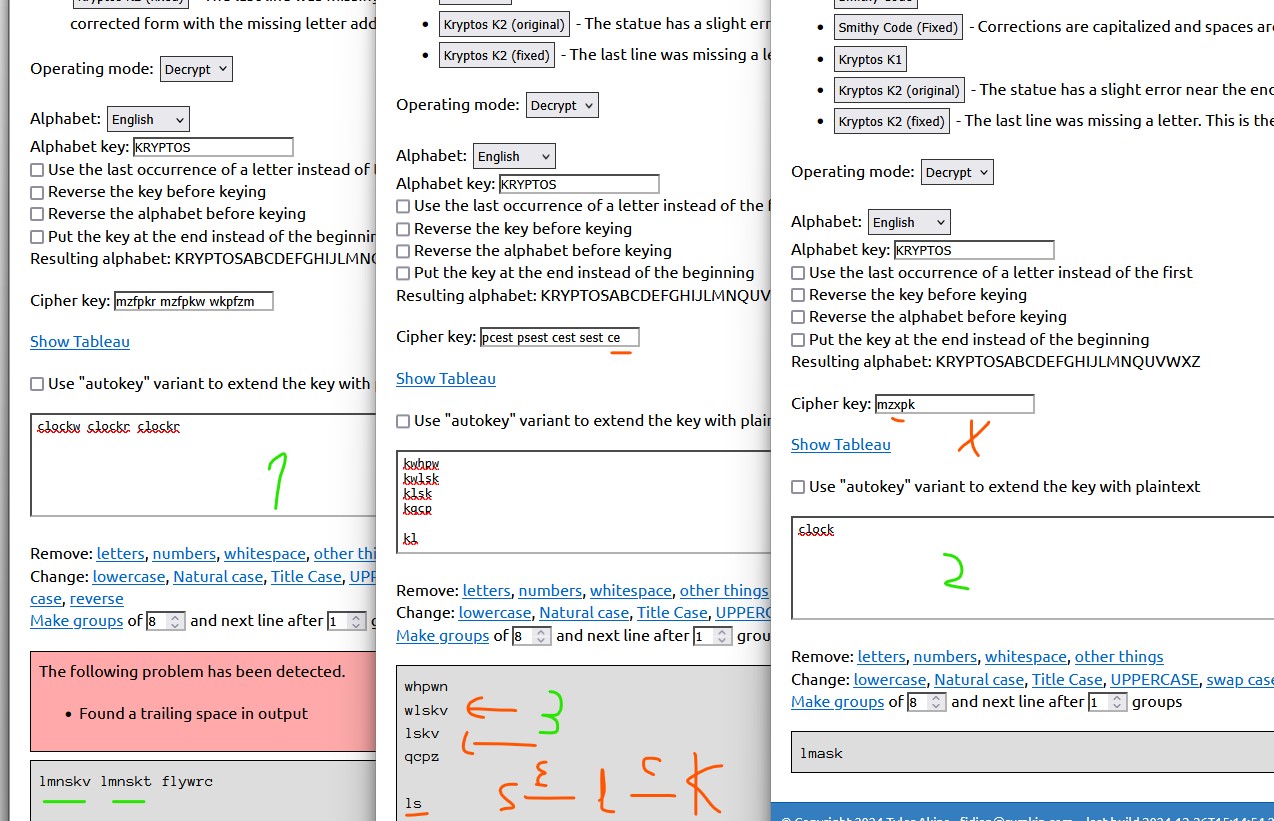 corrected form with the missing letter add
Operating mode: Decrypt
Alphabet: English
Alphabet key: KRYPTOS
Use the last occurrence of a letter instead of t
Reverse the key before keying
Reverse the alphabet before keying
Put the key at the end instead of the beginnin
Resulting alphabet: KRYPTOSABCDEFGHIJLMNQ
Cipher key: mzfpkr mzfpkw wkpfzm
Show Tableau
Use "autokey" variant to extend the key with
clockw clockr clockr
1
Remove: letters, numbers, whitespace, other thi
Change: lowercase, Natural case, Title Case, UPP
case, reverse
Make groups of 8 and next line after 1 g
The following problem has been detected.
• Found a trailing space in output
lmnskv lmnskt flywrc
• Kryptos K2 (original) - The statue has a slight err
• Kryptos K2 (fixed) - The last line was missing a le
Operating mode: Decrypt
Alphabet: English
Alphabet key: KRYPTOS
Use the last occurrence of a letter instead of the f
Reverse the key before keying
Reverse the alphabet before keying
Put the key at the end instead of the beginning
Resulting alphabet: KRYPTOSABCDEFGHIJLMNQUV
Cipher key: pcest psest cest sest ce
Show Tableau
Use "autokey" variant to extend the key with plain
kwhpw
kwlsk
klsk
kqcp
kl
Remove: letters, numbers, whitespace, other things
Change: lowercase, Natural case, Title Case, UPPERC
Make groups of 8 and next line after 1 grou
whpwn
wlskv
3
lskv
qcpz
ls
• Smithy Code (Fixed) - Corrections are capitalized and spaces are
• Kryptos K1
• Kryptos K2 (original) - The statue has a slight error near the end
• Kryptos K2 (fixed) - The last line was missing a letter. This is the
Operating mode: Decrypt
Alphabet: English
Alphabet key: KRYPTOS
Use the last occurrence of a letter instead of the first
Reverse the key before keying
Reverse the alphabet before keying
Put the key at the end instead of the beginning
Resulting alphabet: KRYPTOSABCDEFGHIJLMNQUVWXZ
Cipher key: mzxpk
X
Show Tableau
Use "autokey" variant to extend the key with plaintext
clock
2
Remove: letters, numbers, whitespace, other things
Change: lowercase, Natural case, Title Case, UPPERCASE, swap case
Make groups of 8 and next line after 1 groups
lmask